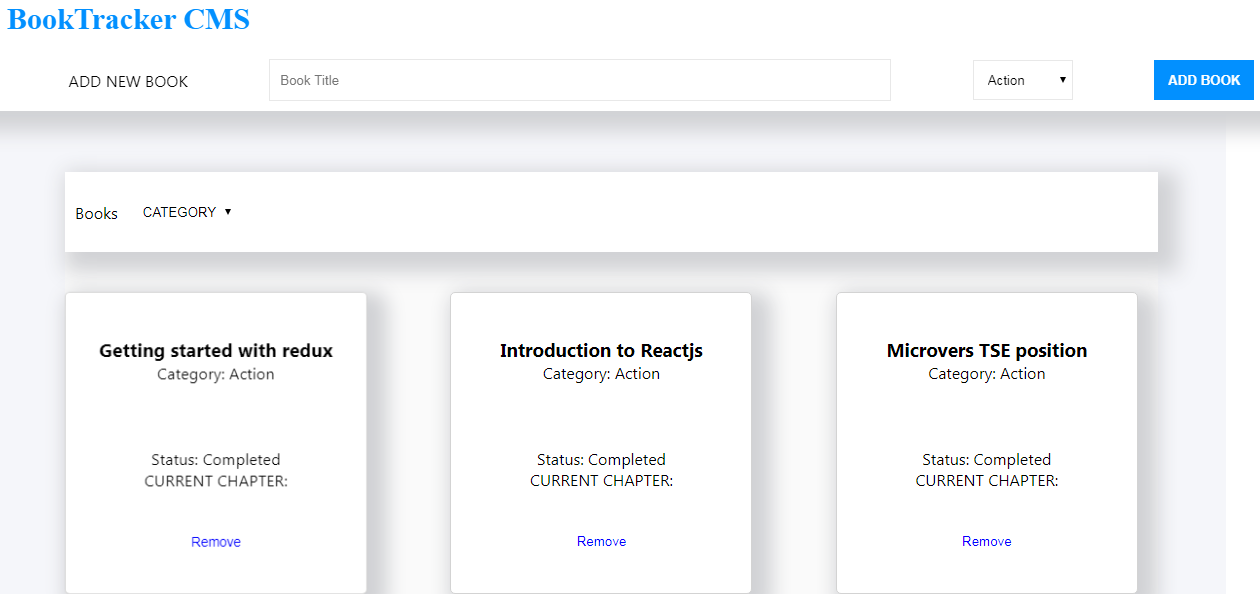 BookTracker CMS
ADD NEW BOOK Book Title Action ADD BOOK
Books CATEGORY
Getting started with redux
Category: Action
Status: Completed
CURRENT CHAPTER:
Remove
Introduction to Reactjs
Category: Action
Status: Completed
CURRENT CHAPTER:
Remove
Microvers TSE position
Category: Action
Status: Completed
CURRENT CHAPTER:
Remove